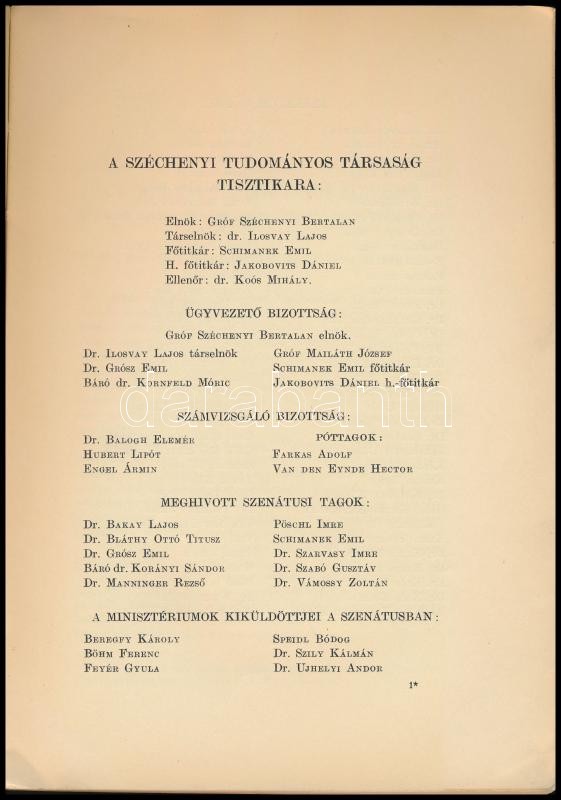 A SZÉCHENYI TUDOMÁNYOS TÁRSASÁG
TISZTIKARA:
Elnök: Gróf Széchenyi Bertalan
Társelnök: dr. Ilosvay Lajos
Főtitkár: Schimanek Emil
H. főtitkár: Jakobovits Dániel
Ellenőr: dr. Koós Mihály.
ÜGYVEZETŐ BIZOTTSÁG:
Gróf Széchenyi Bertalan elnök.
Dr. Ilosvay Lajos társelnök Gróf Mailáth József
Dr. Grósz Emil Schimanek Emil főtitkár
Báró dr. Kornfeld Móric Jakobovits Dániel h.-főtitkár
darabanth
SZÁMVIZSGÁLÓ BIZOTTSÁG:
Dr. Balogh Elemér PÓTTAGOK:
Hubert Lipót Farkas Adolf
Engel Ármin Van den Eynde Hector
MEGHIVOTT SZENÁTUSI TAGOK:
Dr. Bakay Lajos Pöschl Imre
Dr. Bláthy Ottó Titusz Schimanek Emil
Dr. Grósz Emil Dr. Szarvasy Imre
Báró dr. Korányi Sándor Dr. Szabó Gusztáv
Dr. Manninger Rezső Dr. Vámossy Zoltán
A MINISZTÉRIUMOK KIKÜLDÖTTJEI A SZENÁTUSBAN:
Beregfy Károly Speidl Bódog
Böhm Ferenc Dr. Szily Kálmán
Feyér Gyula Dr. Ujhelyi Andor
1*